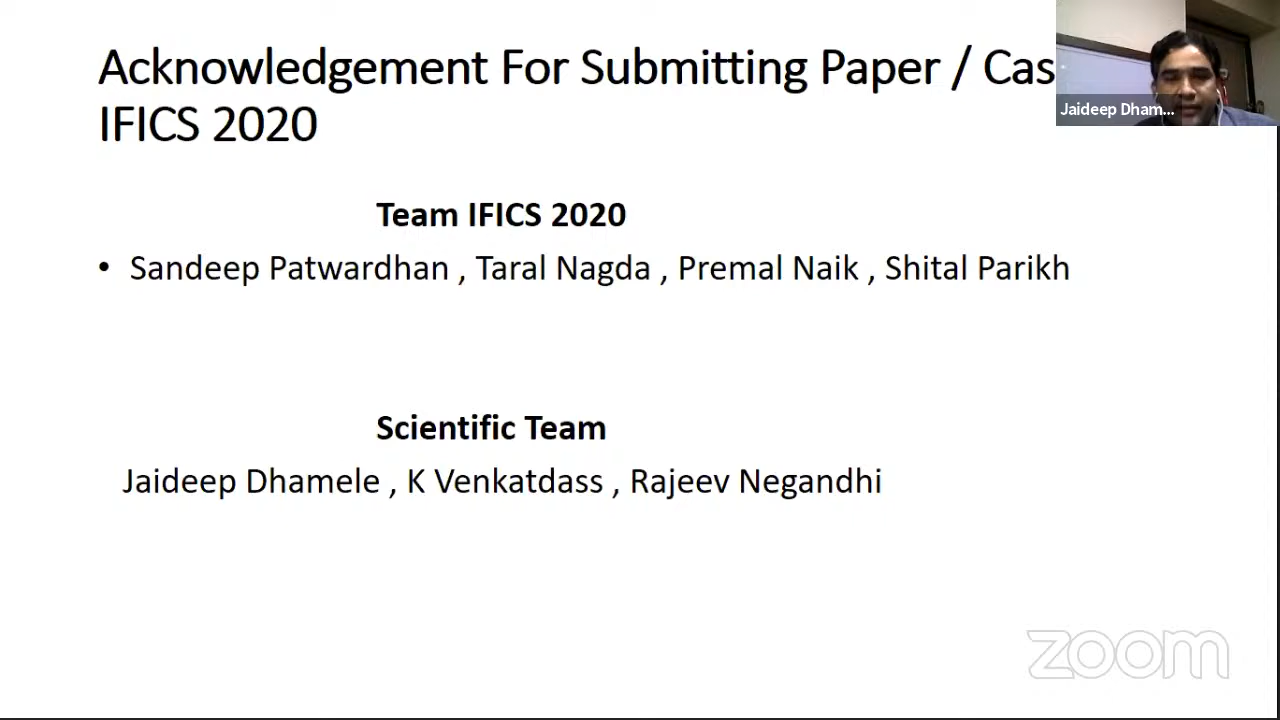 Acknowledgement For Submitting Paper / Cas
IFICS 2020
Jaideep Dham...
Team IFICS 2020
• Sandeep Patwardhan , Taral Nagda , Premal Naik , Shital Parikh
Scientific Team
Jaideep Dhamele , K Venkatdass , Rajeev Negandhi
zoom